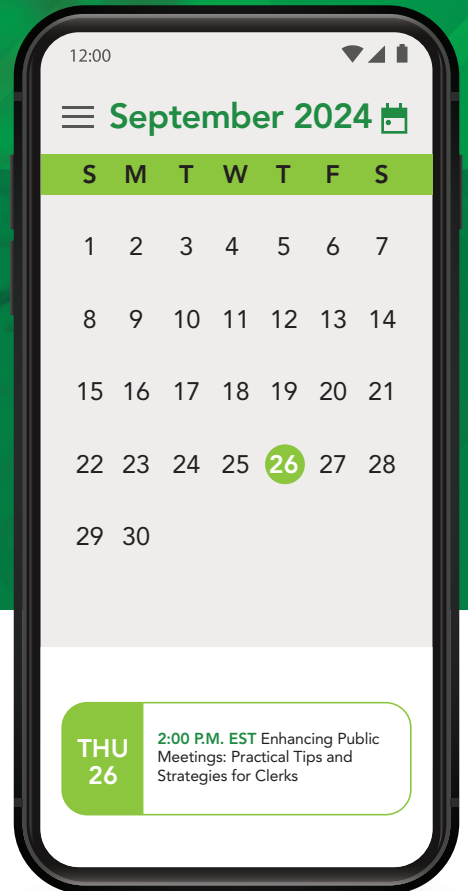 12:00
September 2024
S M T W T F S
1 2 3 4 5 6 7
8 9 10 11 12 13 14
15 16 17 18 19 20 21
22 23 24 25 26 27 28
29 30
THU
26
2:00 P.M. EST Enhancing Public
Meetings: Practical Tips and
Strategies for Clerks